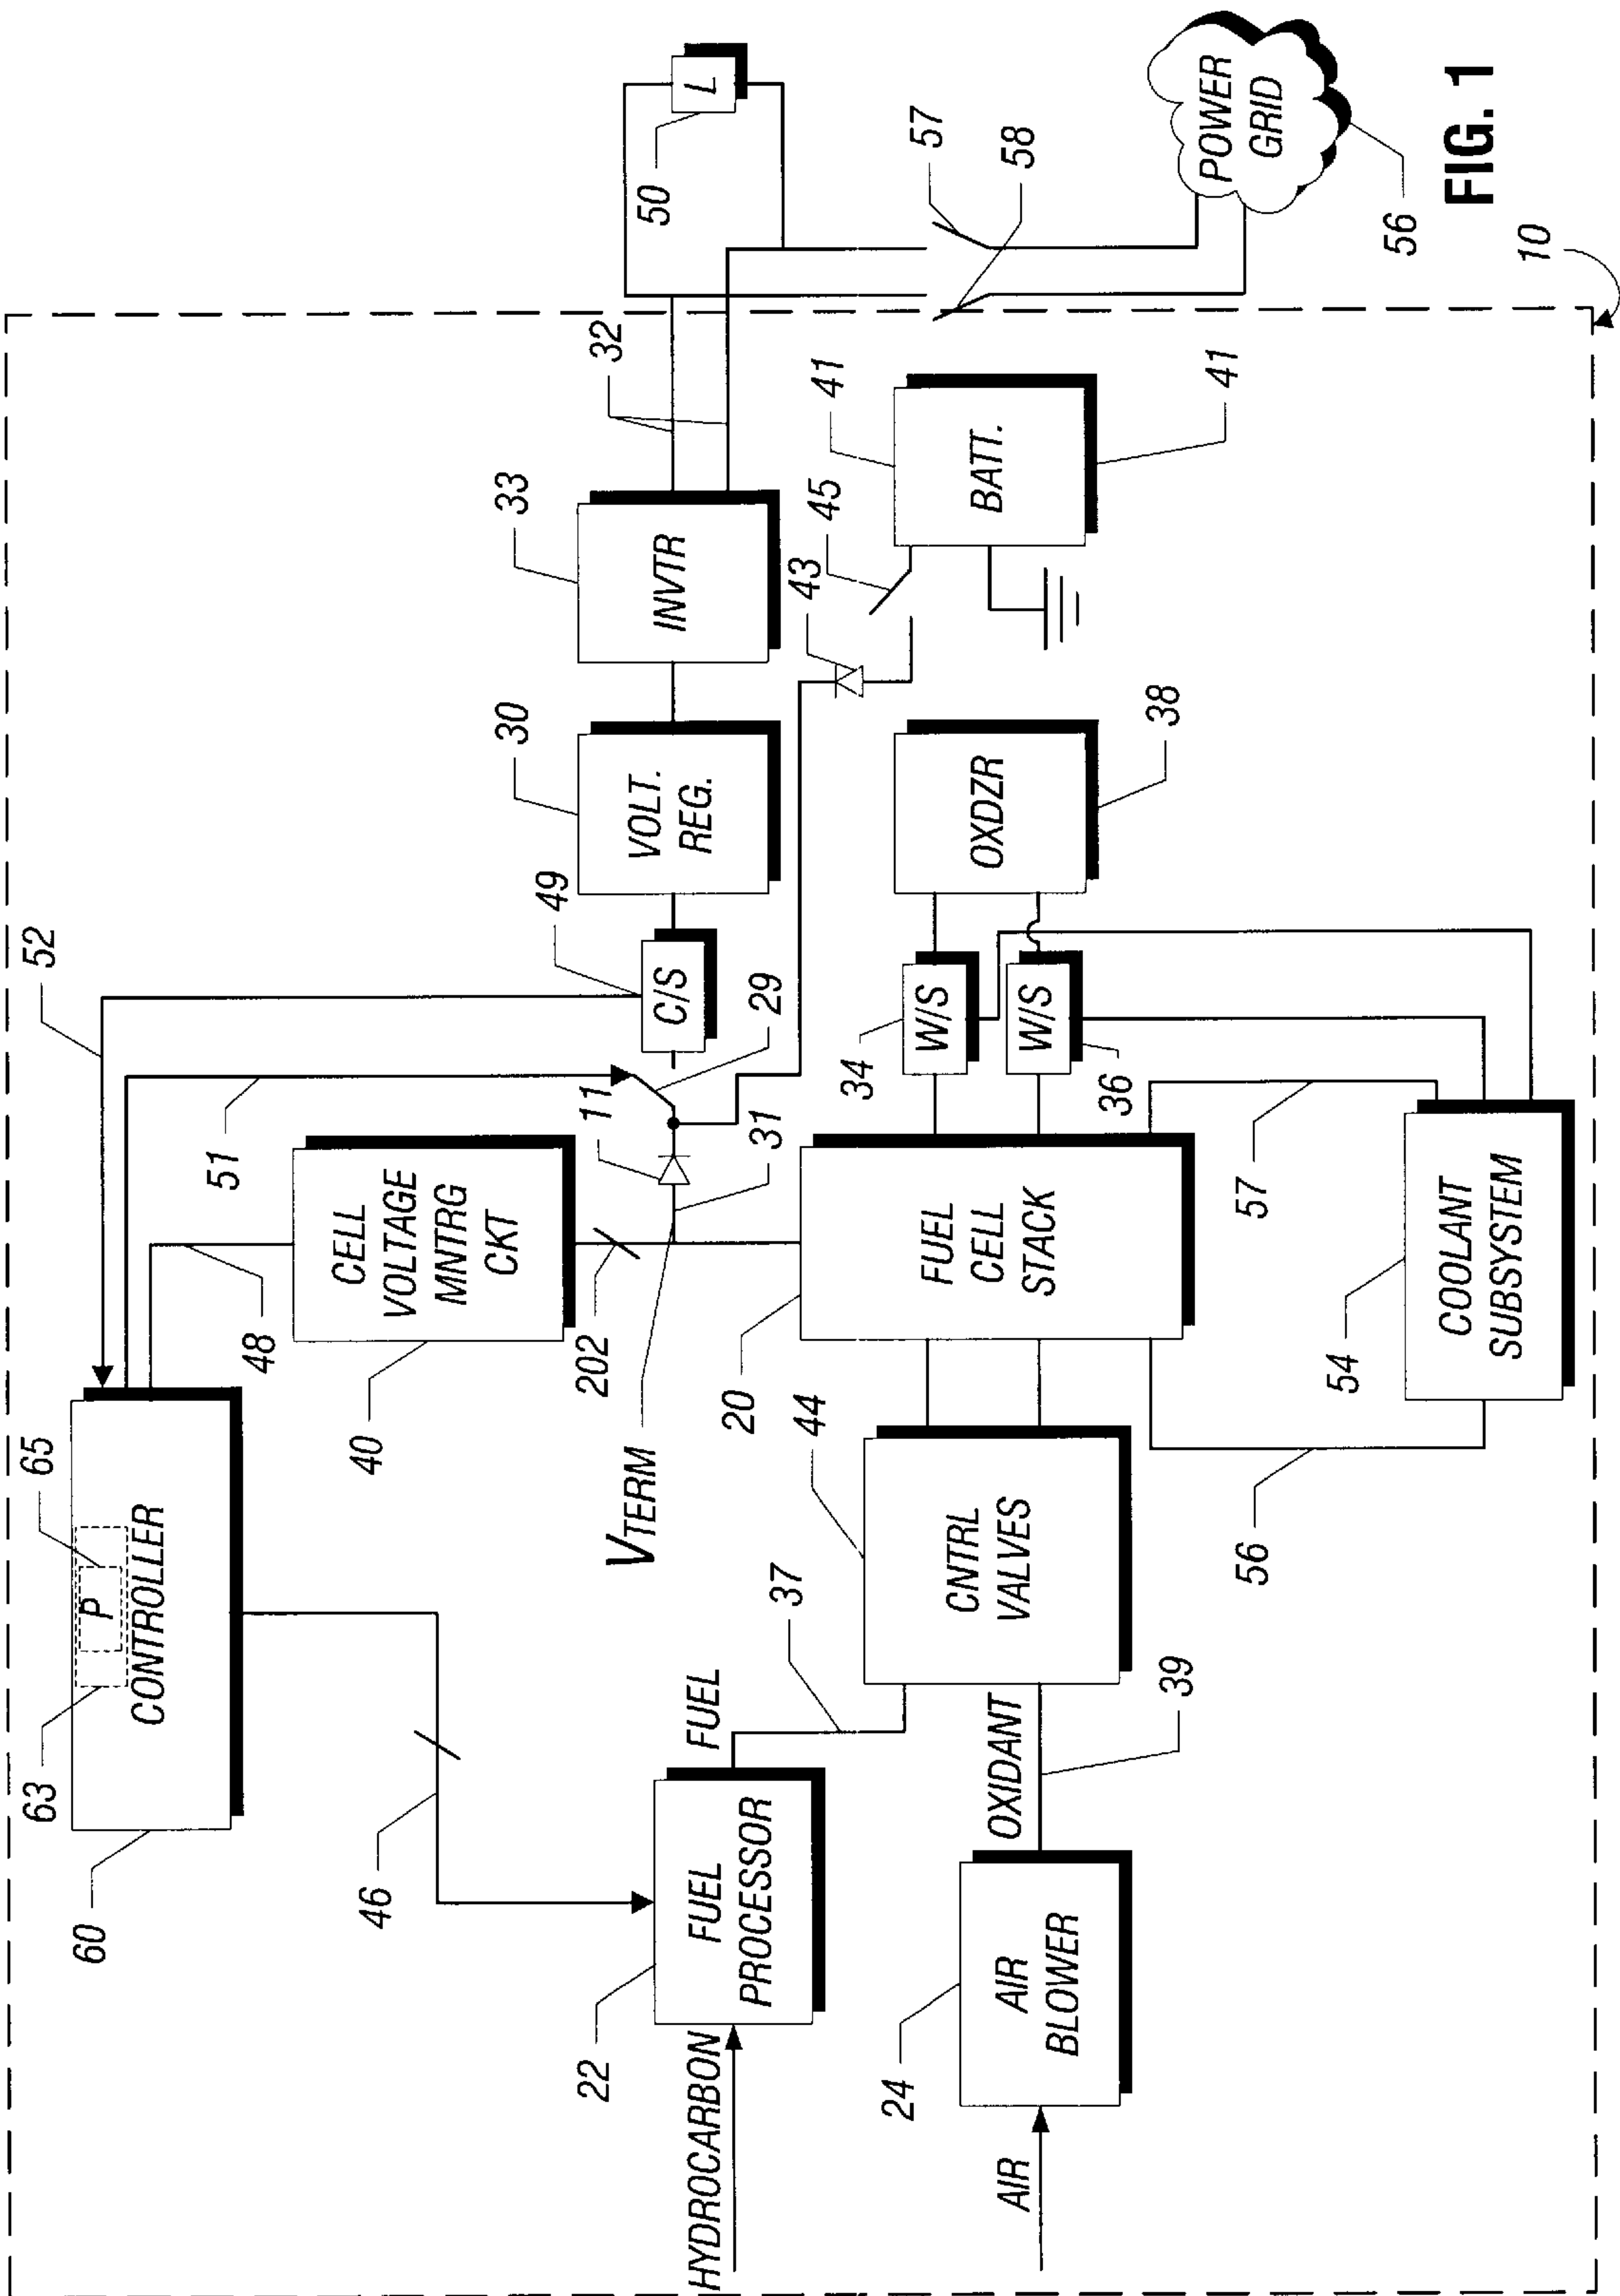 52
65
63
P
CONTROLLER
60
51
48
CELL
VOLTAGE
MNTRG
CKT
40
46
49
C/S
30
VOLT.
REG.
33
INVTR
32
50
L
11
29
31
202
VTERM
43
45
41
BATT.
41
57
58
POWER
GRID
56
HYDROCARBON
FUEL
PROCESSOR
22
FUEL
37
44
CNTRL
VALVES
20
FUEL
CELL
STACK
34
W/S
W/S
36
OXDZR
38
AIR
24
AIR
BLOWER
OXIDANT
39
56
57
54
COOLANT
SUBSYSTEM
10
FIG. 1